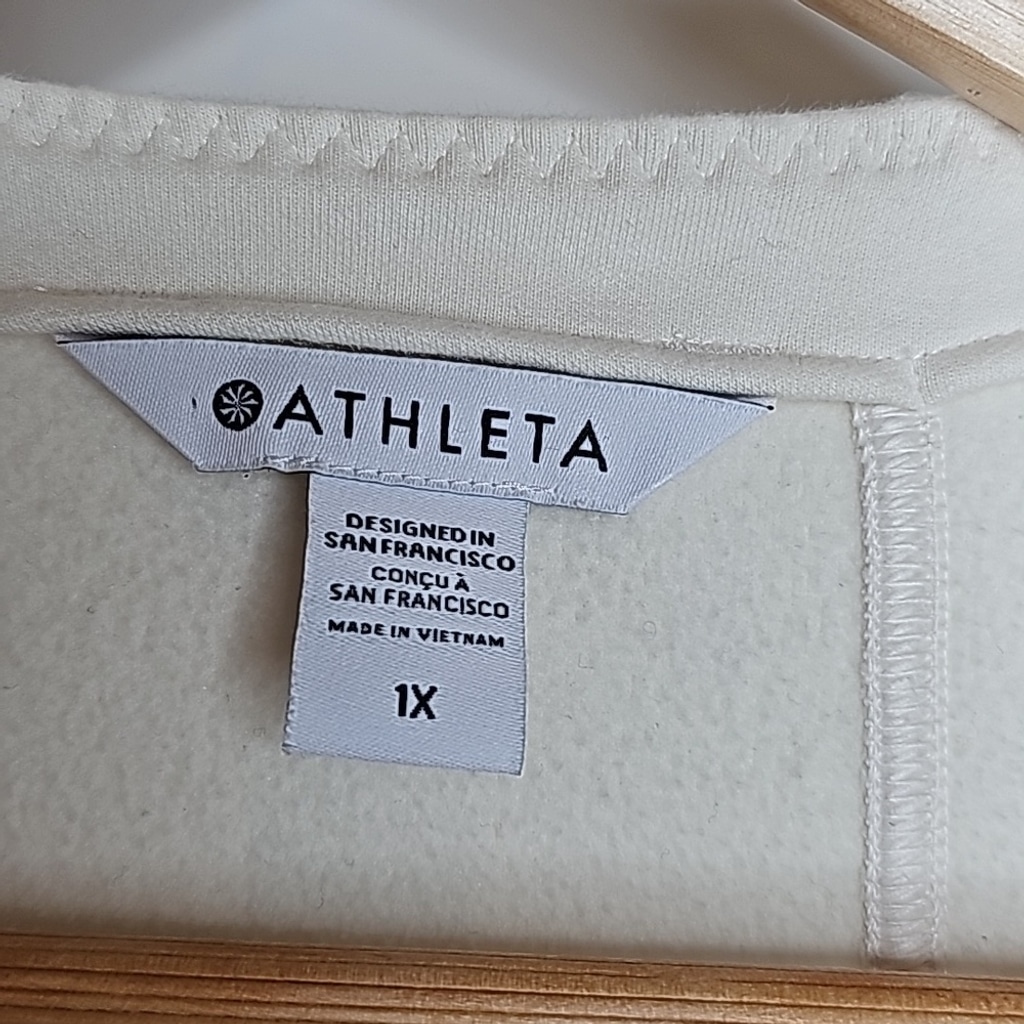 ATHLETA
DESIGNED IN
SAN FRANCISCO
CONÇU À
SAN FRANCISCO
MADE IN VIETNAM
1X